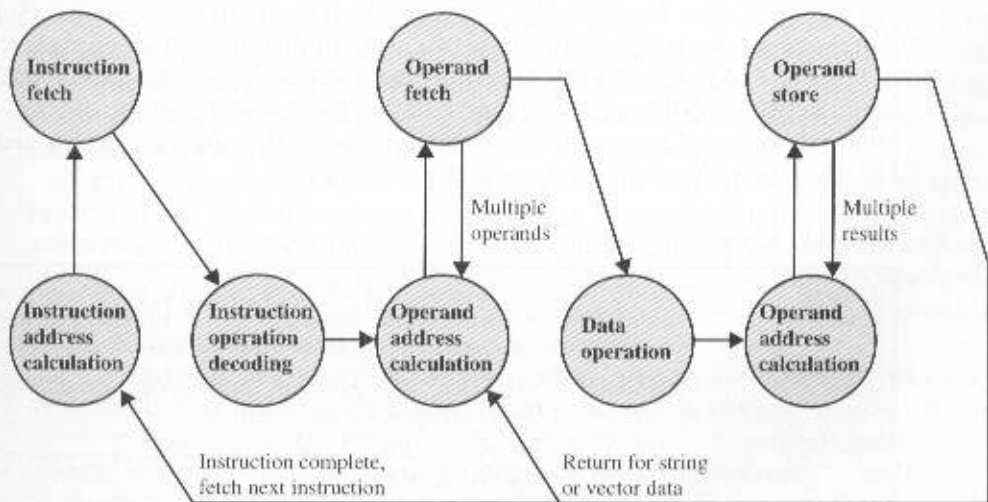 Instruction
fetch
Operand
fetch
Operand
store
Multiple
operands
Multiple
results
Instruction
address
calculation
Instruction
operation
decoding
Operand
address
calculation
Data
operation
Operand
address
calculation
Instruction complete,
fetch next instruction
Return for string
or vector data